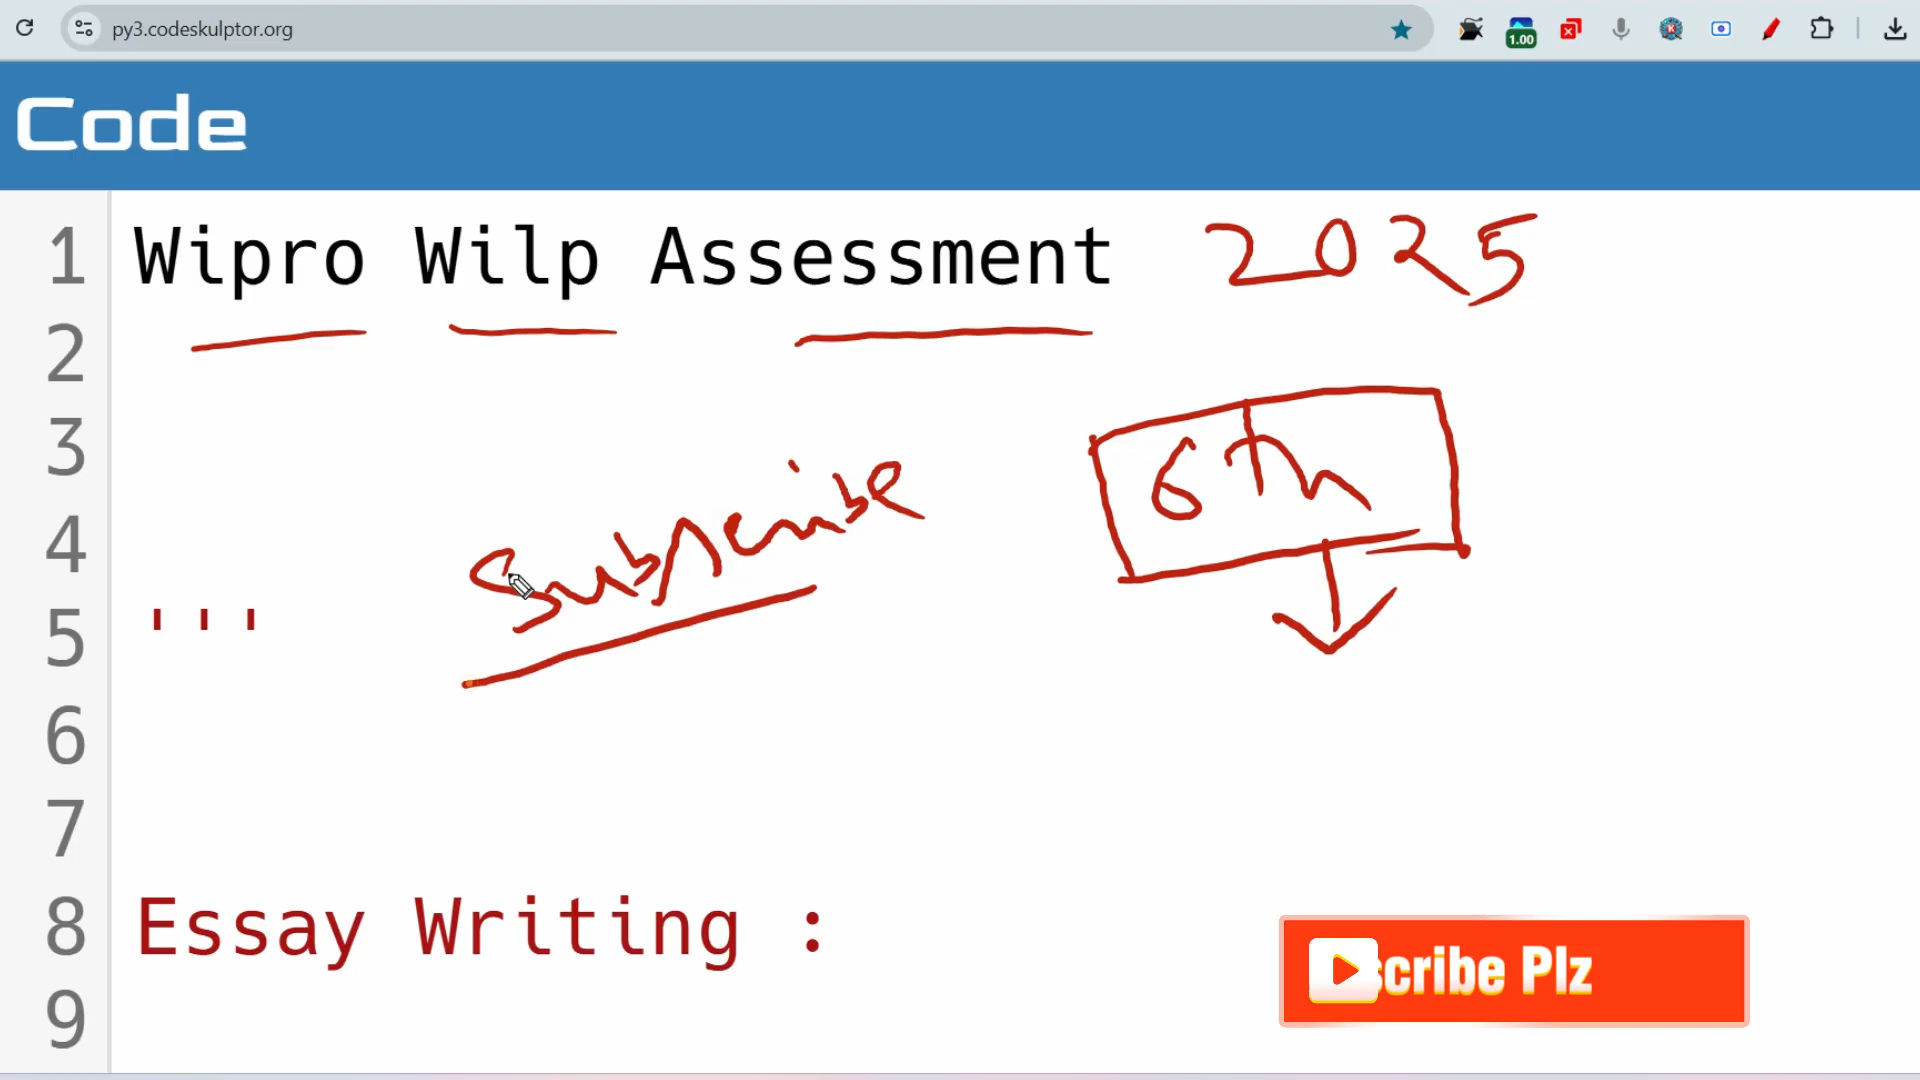 py3.codeskulptor.org
1.00
Code
1 Wipro Wilp Assessment 2025
2
3
6th
4
Subscribe
5 '''
6
7
8 Essay Writing :
scribe Plz
9